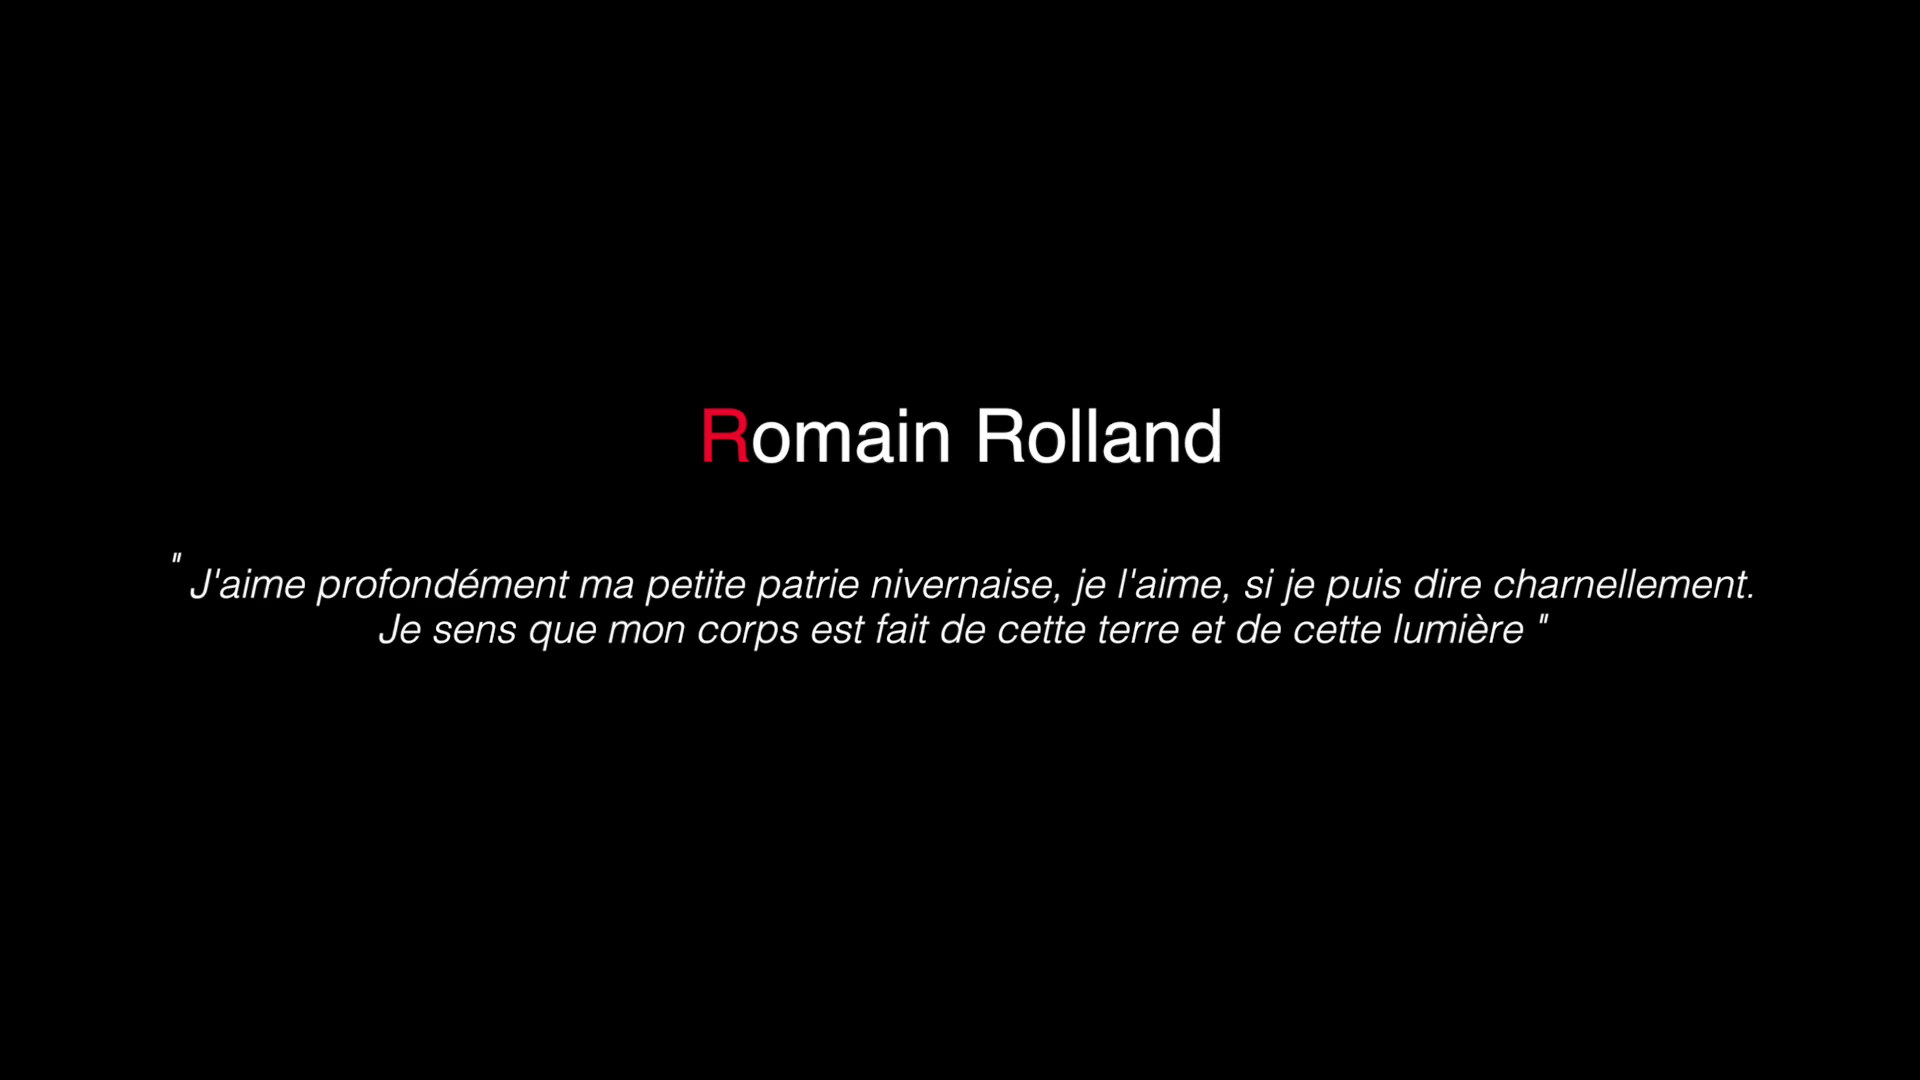 Romain Rolland
" J'aime profondément ma petite patrie nivernaise, je l'aime, si je puis dire charnellement.
Je sens que mon corps est fait de cette terre et de cette lumière "